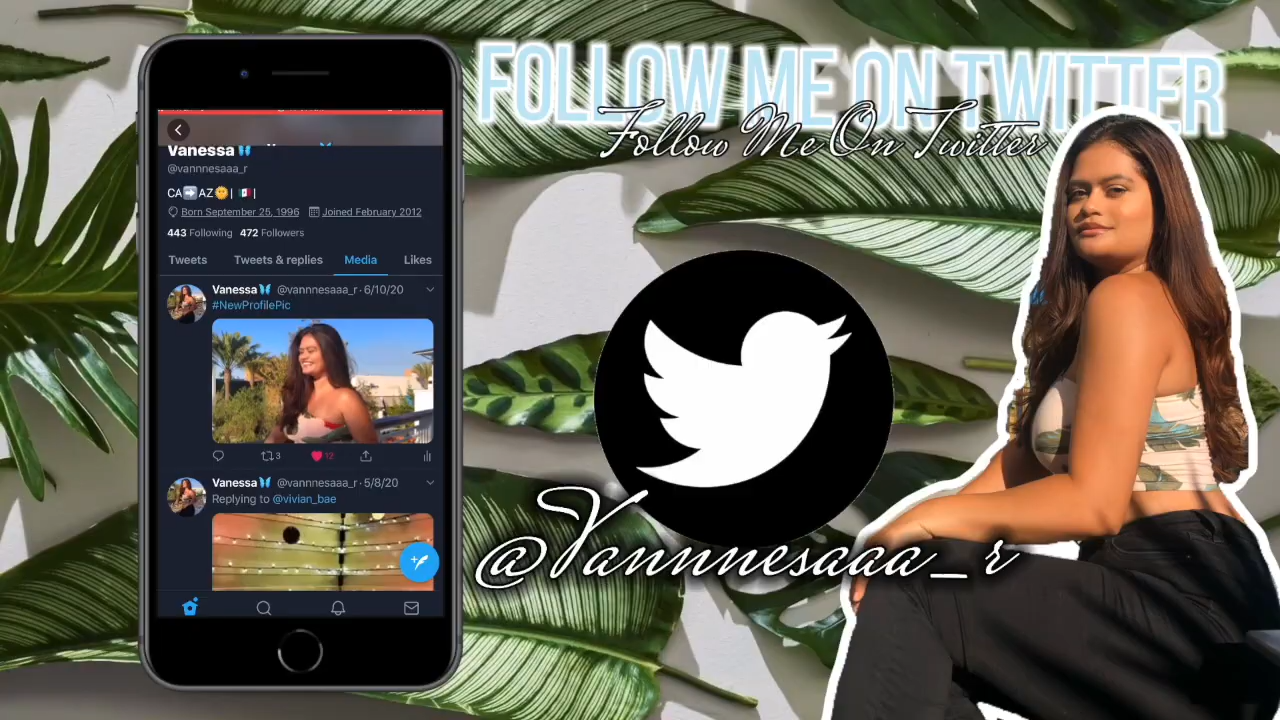 FOLLOW ME ON TWITTER
Follow Me On Twitter
Vanessa🦋
@vannnesaaa_r
CA➡️AZ🌞| 🇲🇽|
Born September 25, 1996 Joined February 2012
443 Following 472 Followers
Tweets Tweets & replies Media Likes
Vanessa🦋 @vannnesaaa_r · 6/10/20
#NewProfilePic
3 12
Vanessa🦋 @vannnesaaa_r · 5/8/20
Replying to @vivian_bae
@Vannnesaaa_r